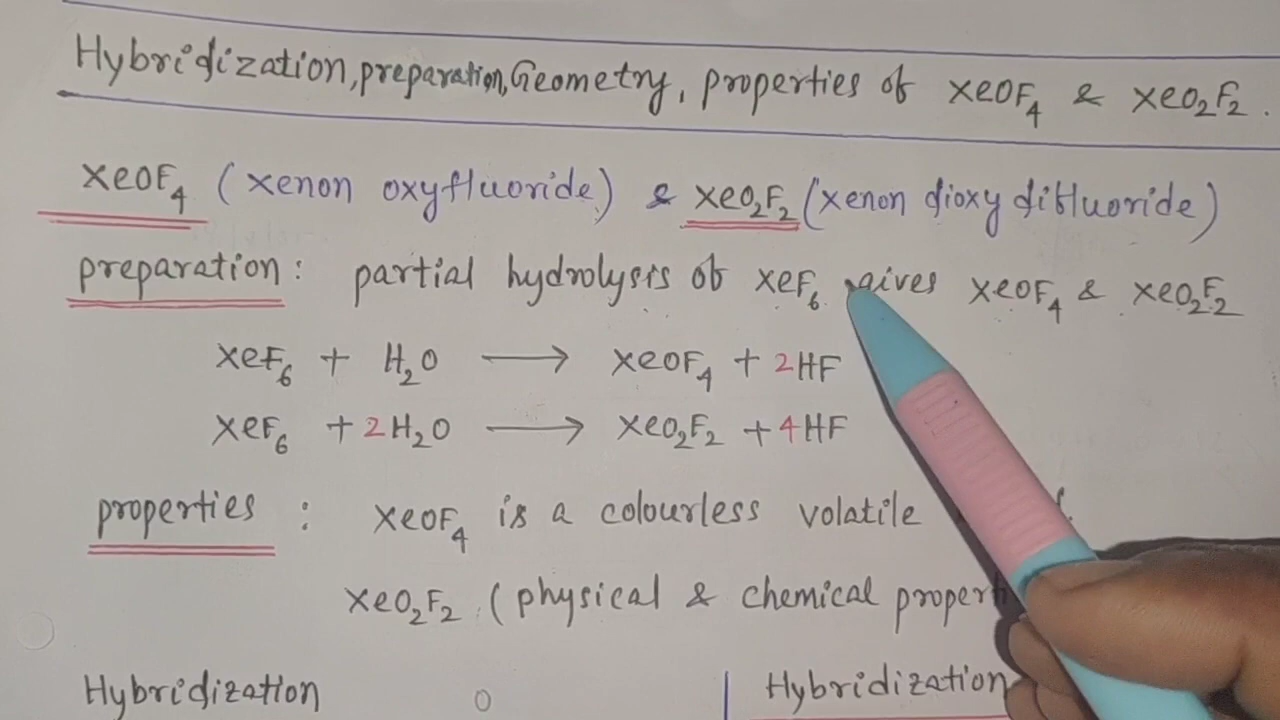 Hybridization, preparation, Geometry, properties of XeOF4 & XeO2F2.
XeOF4 (xenon oxyfluoride) & XeO2F2 (xenon dioxy difluoride)
preparation: partial hydrolysis of XeF6 gives XeOF4 & XeO2F2
XeF6 + H2O ⟶ XeOF4 + 2HF
XeF6 + 2H2O ⟶ XeO2F2 + 4HF
properties : XeOF4 is a colourless volatile
XeO2F2 (physical & chemical
Hybridization O Hybridization